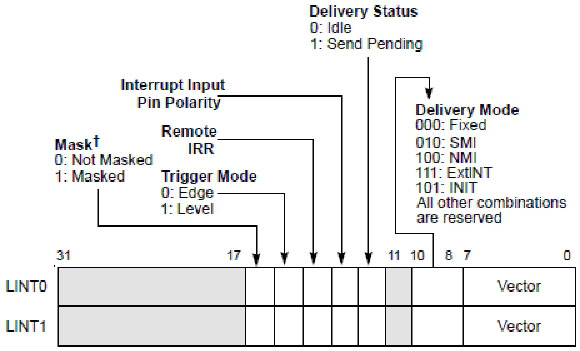 Delivery Status
0: Idle
1: Send Pending
Interrupt Input
Pin Polarity
Delivery Mode
000: Fixed
010: SMI
100: NMI
111: ExtINT
101: INIT
All other combinations
are reserved
Remote
IRR
Mask†
0: Not Masked
1: Masked
Trigger Mode
0: Edge
1: Level
31 17 11 10 8 7 0
LINT0 Vector
LINT1 Vector